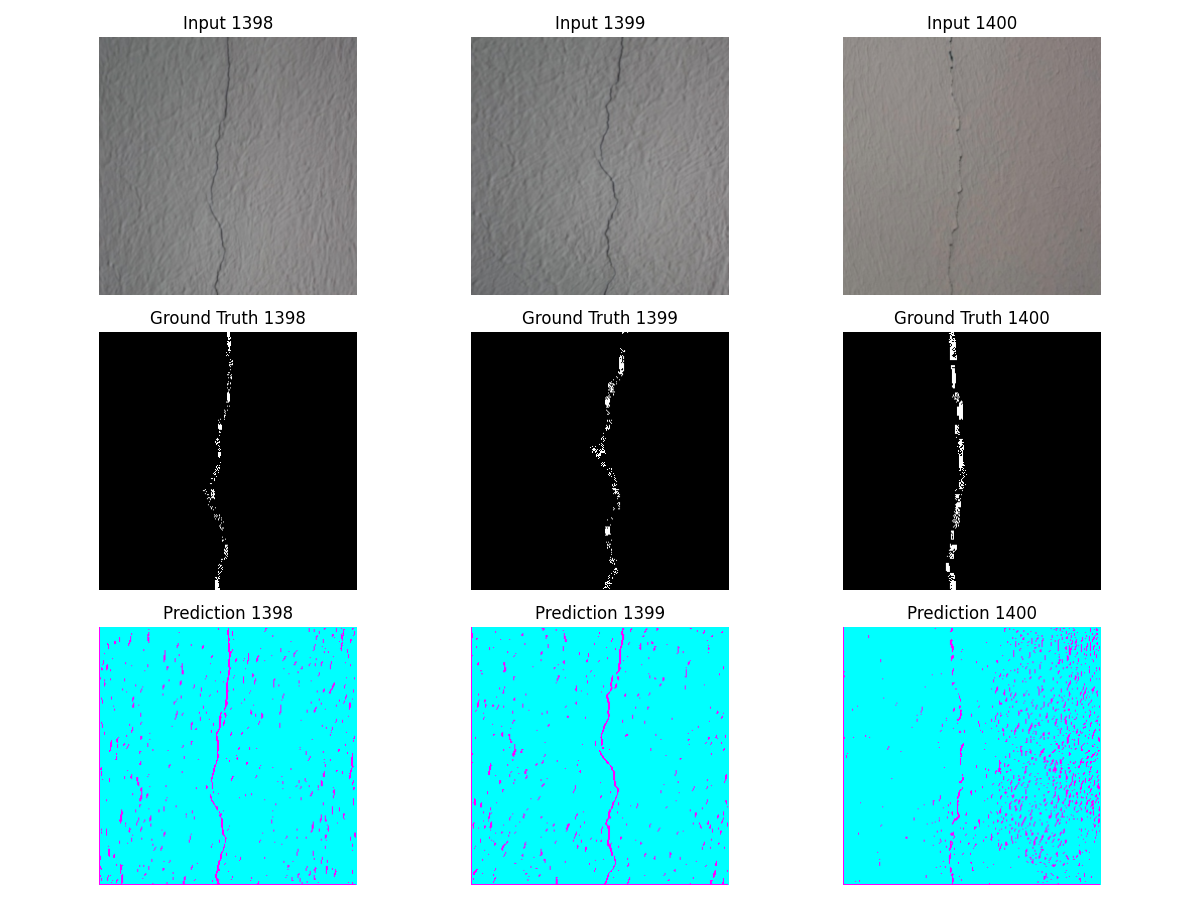 Input 1398
Input 1399
Input 1400
Ground Truth 1398
Ground Truth 1399
Ground Truth 1400
Prediction 1398
Prediction 1399
Prediction 1400